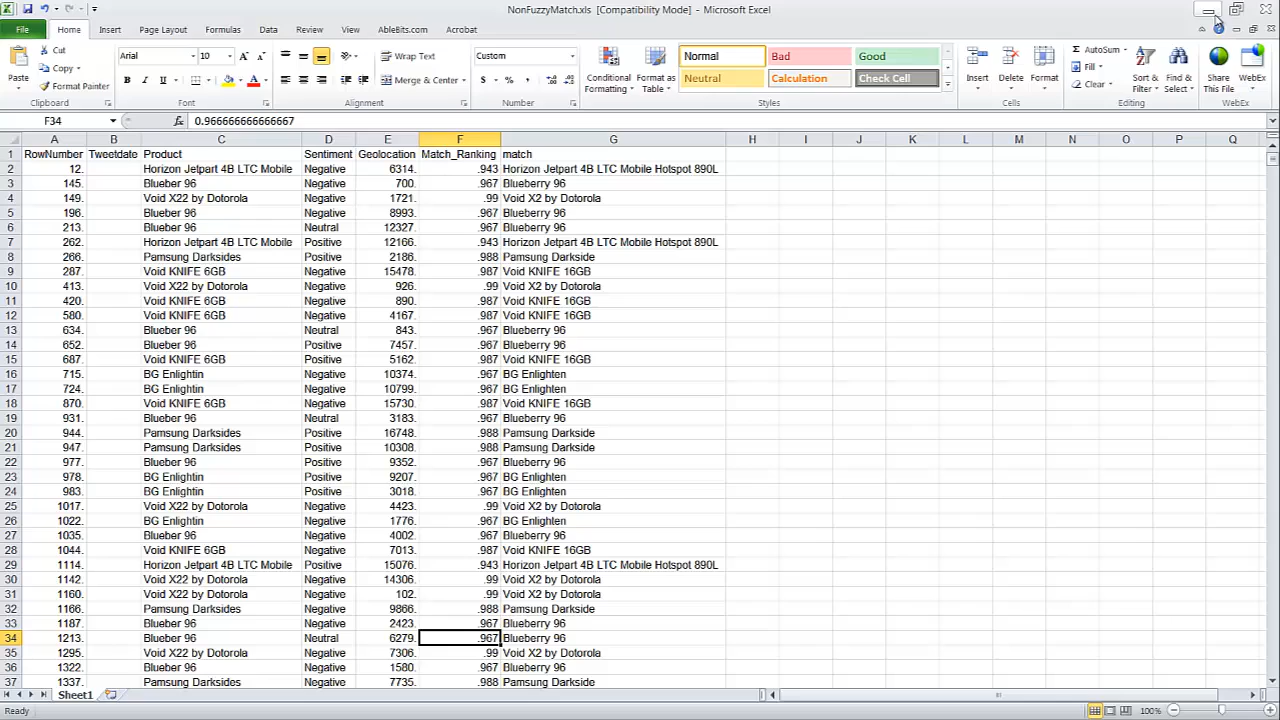 NonFuzzyMatch.xls [Compatibility Mode] - Microsoft Excel
File Home Insert Page Layout Formulas Data Review View AbleBits.com Acrobat
Paste Cut Copy Format Painter Clipboard
Arial 10 B I U A A A Font
Wrap Text Merge & Center Alignment
Custom $ % , Number
Conditional Formatting Format as Table Normal Bad Good Neutral Calculation Check Cell Styles
Insert Delete Format Cells
AutoSum Fill Clear Sort & Filter Find & Select Editing
Share This File WebEx WebEx
F34 fx 0.966666666666667
A B C D E F G H I J K L M N O P Q
1 RowNumber Tweetdate Product Sentiment Geolocation Match_Ranking match
2 12. Horizon Jetpart 4B LTC Mobile Negative 6314. .943 Horizon Jetpart 4B LTC Mobile Hotspot 890L
3 145. Blueber 96 Negative 700. .967 Blueberry 96
4 149. Void X22 by Dotorola Negative 1721. .99 Void X2 by Dotorola
5 196. Blueber 96 Negative 8993. .967 Blueberry 96
6 213. Blueber 96 Neutral 12327. .967 Blueberry 96
7 262. Horizon Jetpart 4B LTC Mobile Positive 12166. .943 Horizon Jetpart 4B LTC Mobile Hotspot 890L
8 266. Pamsung Darksides Positive 2186. .988 Pamsung Darkside
9 287. Void KNIFE 6GB Negative 15478. .987 Void KNIFE 16GB
10 413. Void X22 by Dotorola Negative 926. .99 Void X2 by Dotorola
11 420. Void KNIFE 6GB Negative 890. .987 Void KNIFE 16GB
12 580. Void KNIFE 6GB Negative 4167. .987 Void KNIFE 16GB
13 634. Blueber 96 Neutral 843. .967 Blueberry 96
14 652. Blueber 96 Positive 7457. .967 Blueberry 96
15 687. Void KNIFE 6GB Positive 5162. .987 Void KNIFE 16GB
16 715. BG Enlightin Negative 10374. .967 BG Enlighten
17 724. BG Enlightin Negative 10799. .967 BG Enlighten
18 870. Void KNIFE 6GB Negative 15730. .987 Void KNIFE 16GB
19 931. Blueber 96 Neutral 3183. .967 Blueberry 96
20 944. Pamsung Darksides Positive 16748. .988 Pamsung Darkside
21 947. Pamsung Darksides Positive 10308. .988 Pamsung Darkside
22 977. Blueber 96 Positive 9352. .967 Blueberry 96
23 978. BG Enlightin Positive 9207. .967 BG Enlighten
24 983. BG Enlightin Positive 3018. .967 BG Enlighten
25 1017. Void X22 by Dotorola Negative 4423. .99 Void X2 by Dotorola
26 1022. BG Enlightin Negative 1776. .967 BG Enlighten
27 1035. Blueber 96 Negative 4002. .967 Blueberry 96
28 1044. Void KNIFE 6GB Negative 7013. .987 Void KNIFE 16GB
29 1114. Horizon Jetpart 4B LTC Mobile Negative 15076. .943 Horizon Jetpart 4B LTC Mobile Hotspot 890L
30 1142. Void X22 by Dotorola Negative 14306. .99 Void X2 by Dotorola
31 1160. Void X22 by Dotorola Negative 102. .99 Void X2 by Dotorola
32 1166. Pamsung Darksides Negative 9866. .988 Pamsung Darkside
33 1187. Blueber 96 Negative 2423. .967 Blueberry 96
34 1213. Blueber 96 Neutral 6279. .967 Blueberry 96
35 1295. Void X22 by Dotorola Negative 7306. .99 Void X2 by Dotorola
36 1322. Blueber 96 Negative 1580. .967 Blueberry 96
37 1337. Pamsung Darksides Negative 7735. .988 Pamsung Darkside
Sheet1
Ready 100%